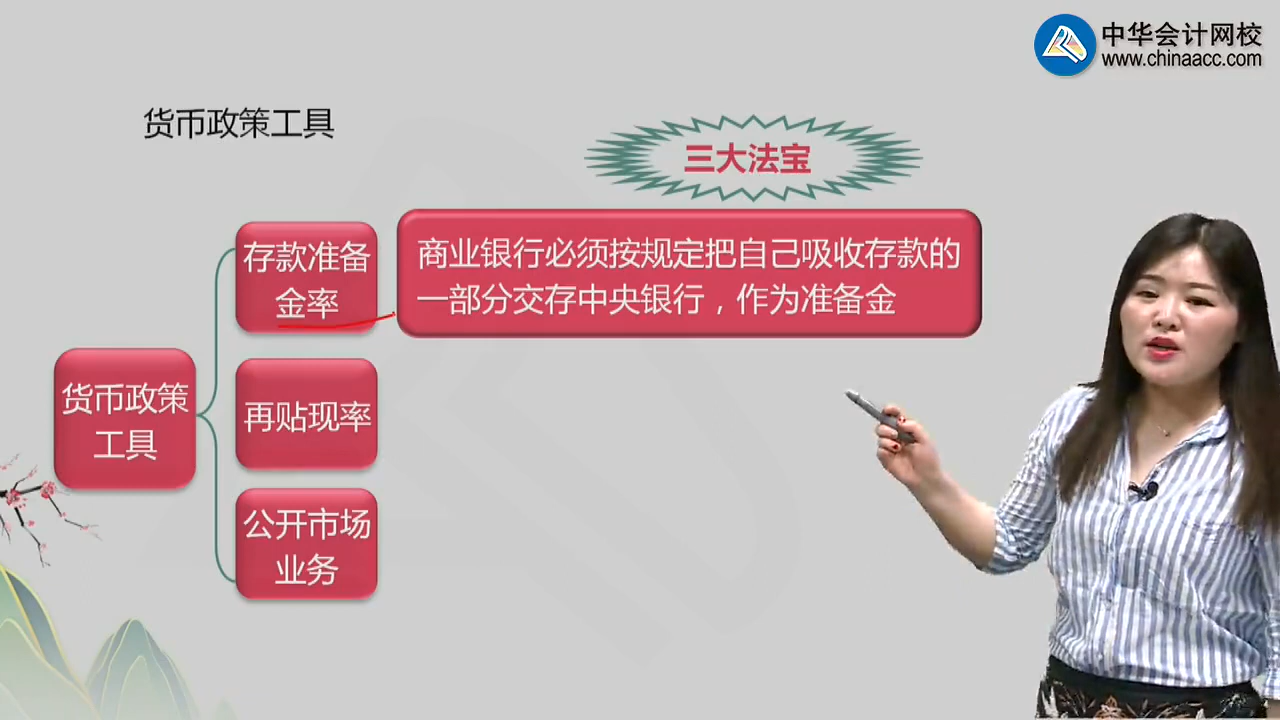 中华会计网校
www.chinaacc.com
货币政策工具
三大法宝
存款准备
金率
商业银行必须按规定把自己吸收存款的
一部分交存中央银行，作为准备金
货币政策
工具
再贴现率
公开市场
业务